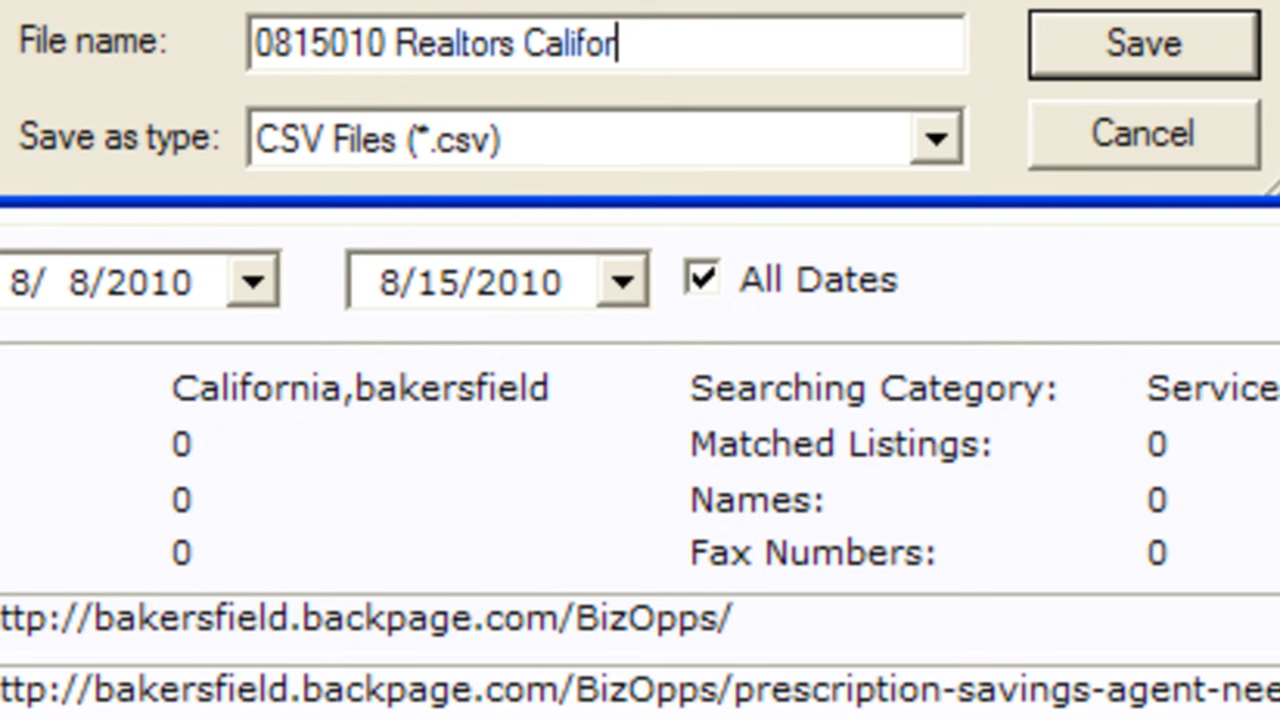 File name: 0815010 Realtors Califor Save
Save as type: CSV Files (*.csv) Cancel
8/ 8/2010 8/15/2010 All Dates
California,bakersfield Searching Category: Service
0 Matched Listings: 0
0 Names: 0
0 Fax Numbers: 0
ttp://bakersfield.backpage.com/BizOpps/
ttp://bakersfield.backpage.com/BizOpps/prescription-savings-agent-nee